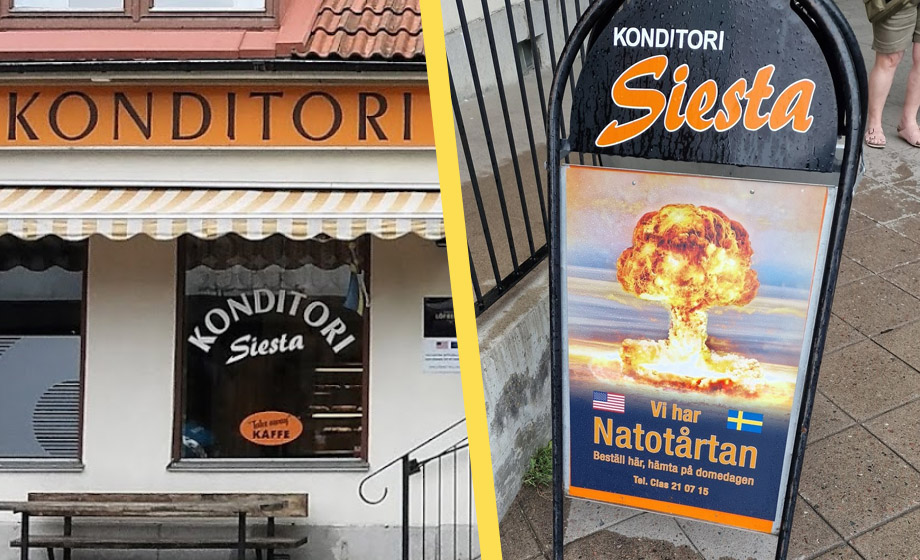 KONDITORI
KONDITORI
Siesta
"Take away"
KAFFE
KONDITORI
Siesta
Vi har
Natotårtan
Beställ här, hämta på domedagen
Tel. Clas 21 07 15